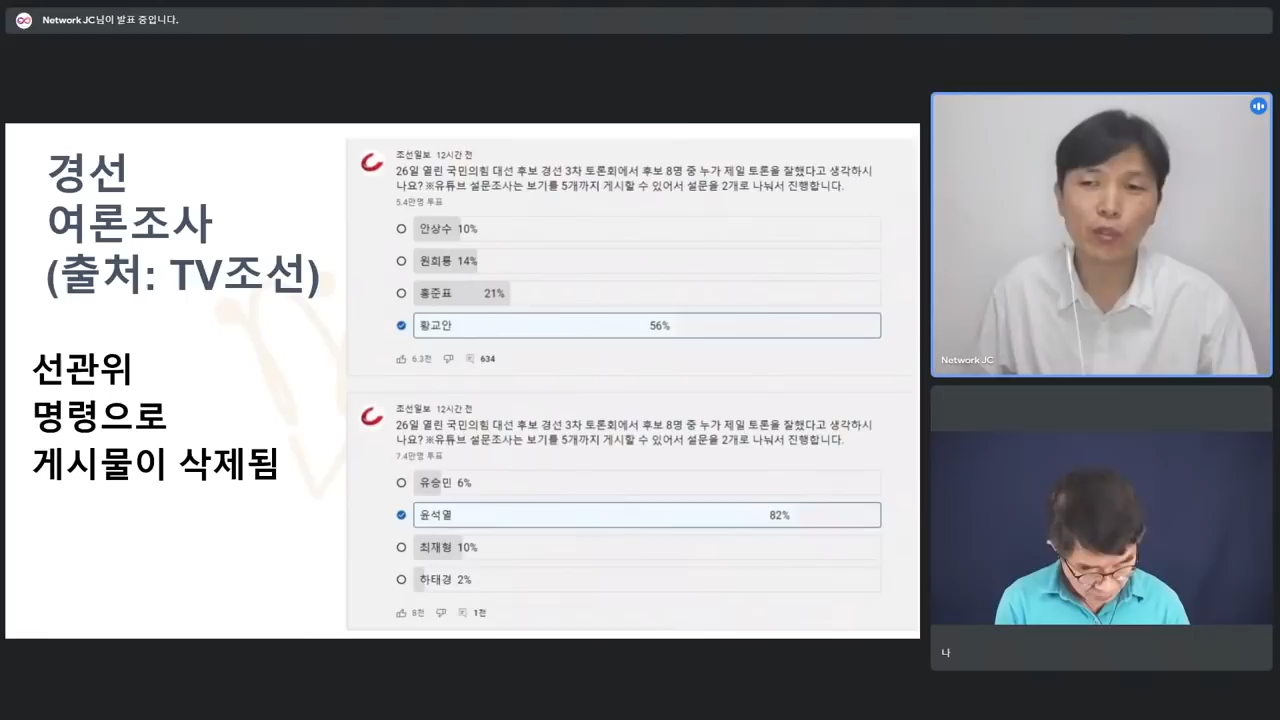 Network JC님이 발표 중입니다.
경선
여론조사
(출처: TV조선)
선관위
명령으로
게시물이 삭제됨
조선일보 12시간 전
26일 열린 국민의힘 대선 후보 경선 3차 토론회에서 후보 8명 중 누가 제일 토론을 잘했다고 생각하시
나요? ※유튜브 설문조사는 보기를 5개까지 게시할 수 있어서 설문을 2개로 나눠서 진행합니다.
5.4만명 투표
안상수 10%
원희룡 14%
홍준표 21%
황교안 56%
6.3천 634
조선일보 12시간 전
26일 열린 국민의힘 대선 후보 경선 3차 토론회에서 후보 8명 중 누가 제일 토론을 잘했다고 생각하시
나요? ※유튜브 설문조사는 보기를 5개까지 게시할 수 있어서 설문을 2개로 나눠서 진행합니다.
7.4만명 투표
유승민 6%
윤석열 82%
최재형 10%
하태경 2%
8천 1천
Network JC
나